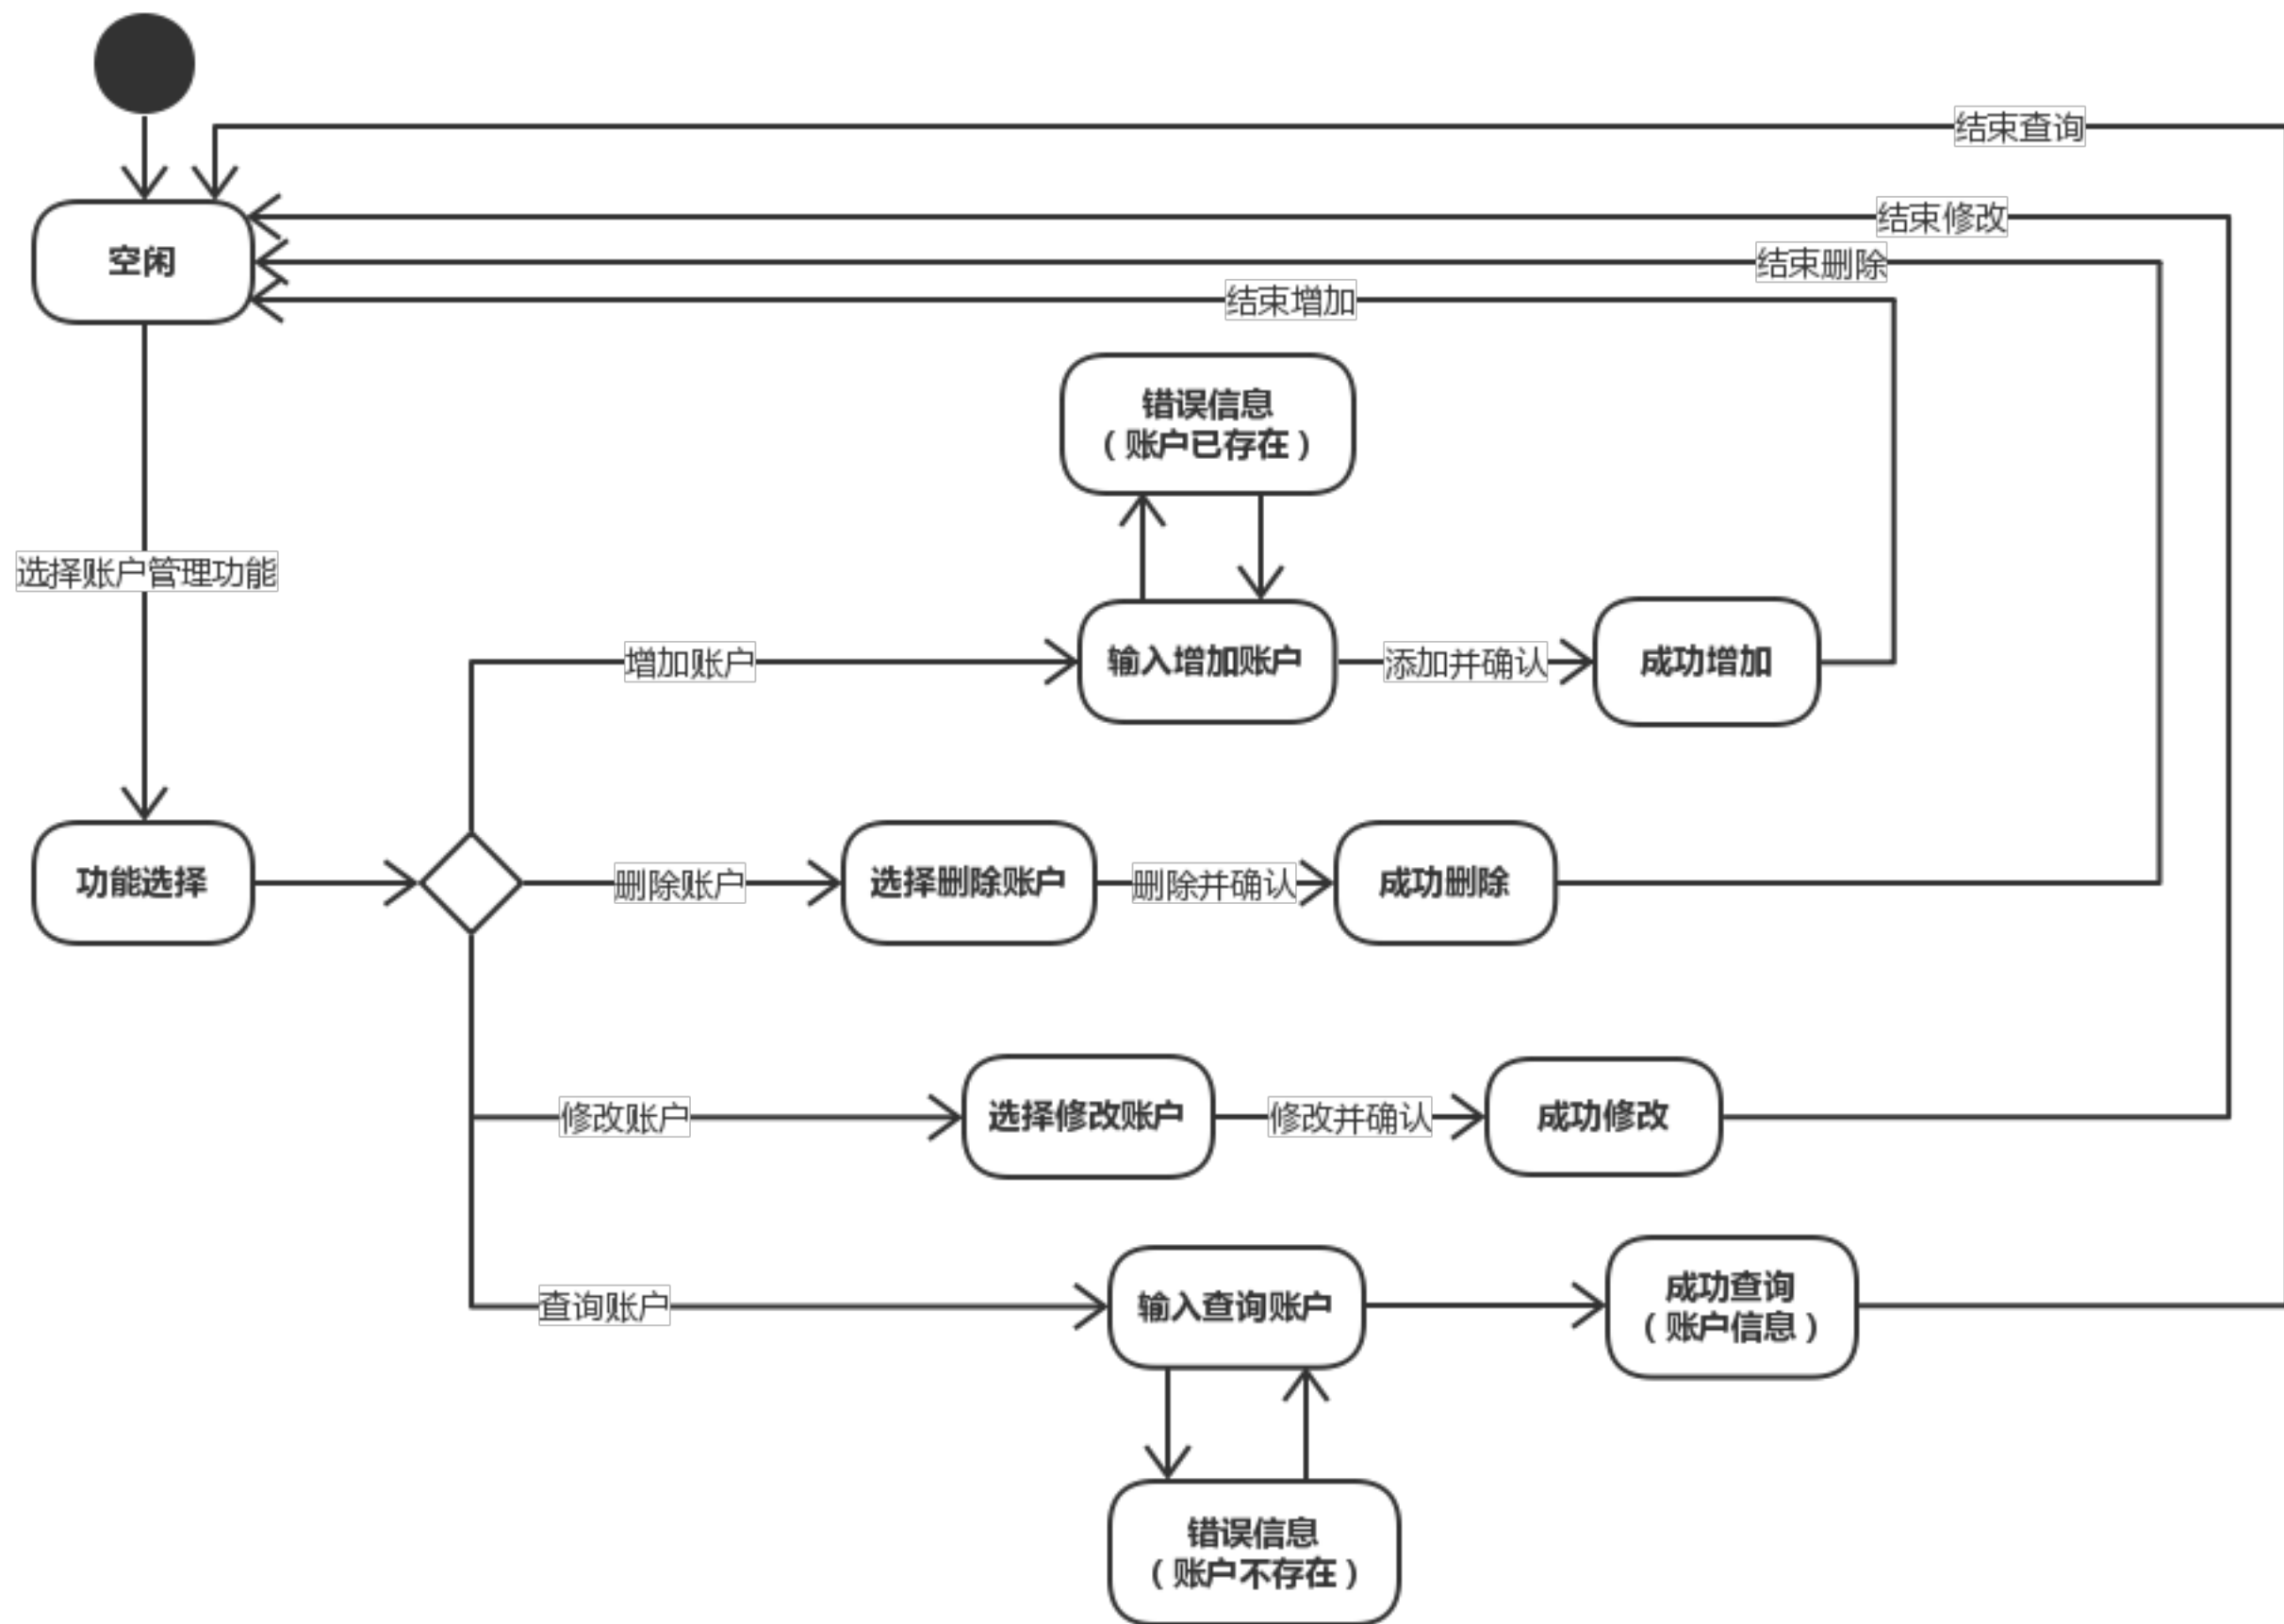 结束查询
结束修改
空闲
结束删除
结束增加
错误信息
（账户已存在）
选择账户管理功能
增加账户
输入增加账户
添加并确认
成功增加
功能选择
删除账户
选择删除账户
删除并确认
成功删除
修改账户
选择修改账户
修改并确认
成功修改
查询账户
输入查询账户
成功查询
（账户信息）
错误信息
（账户不存在）